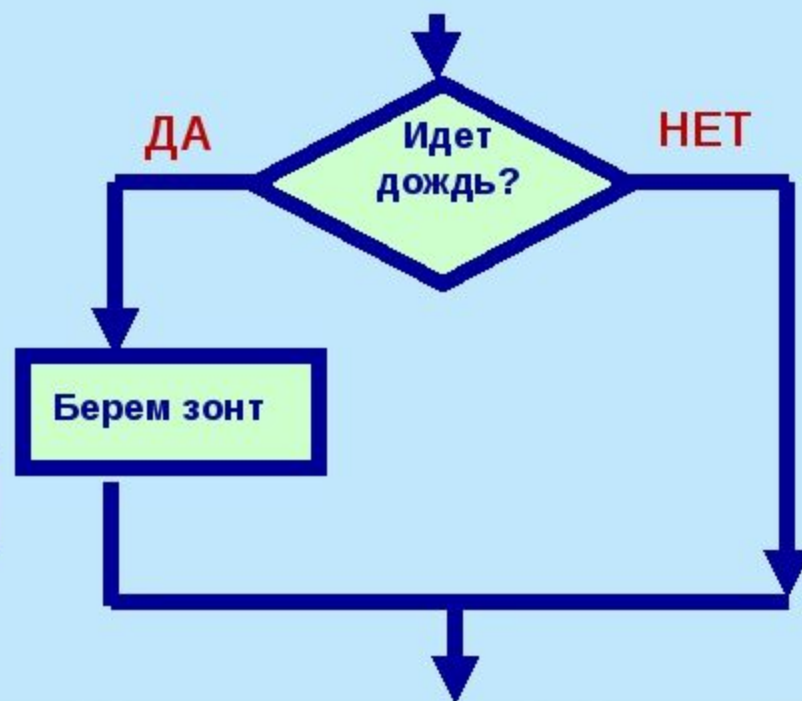 ДА
НЕТ
Идет
дождь?
Берем зонт